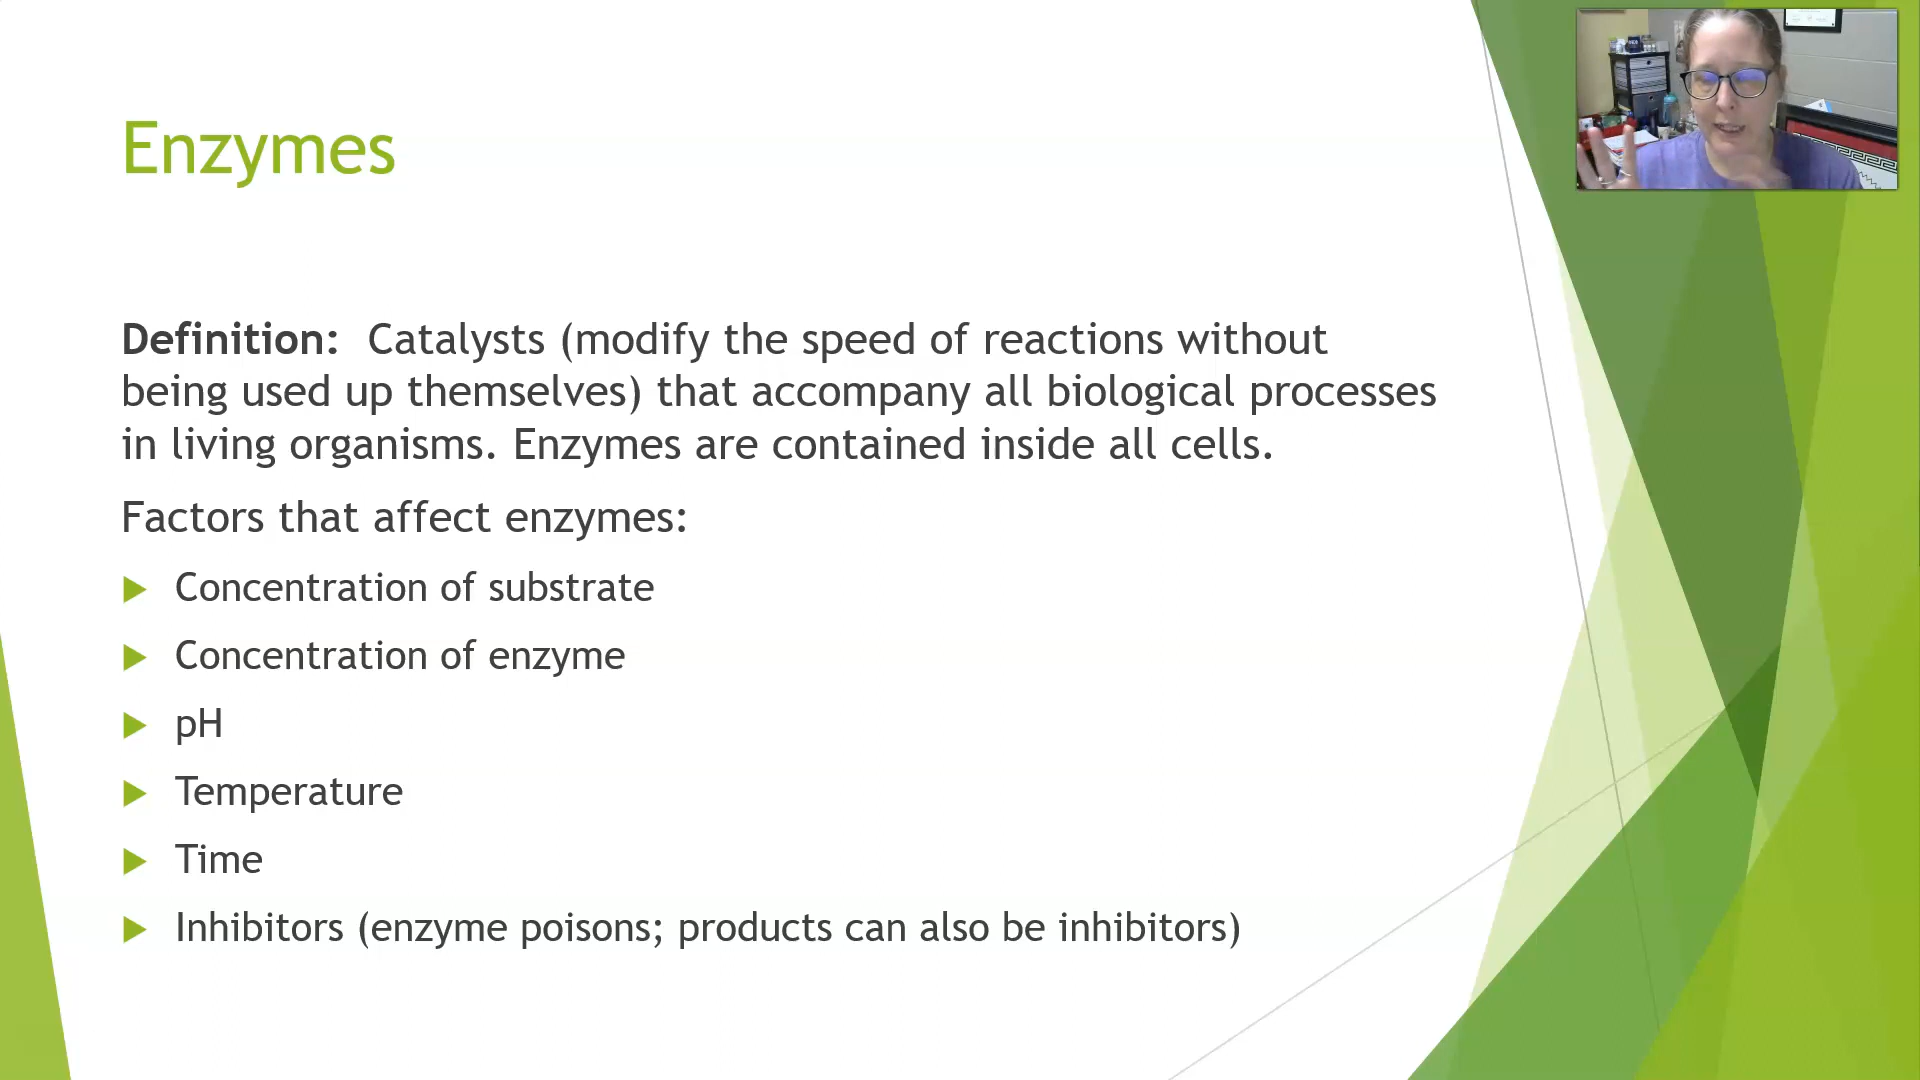 Enzymes
Definition: Catalysts (modify the speed of reactions without
being used up themselves) that accompany all biological processes
in living organisms. Enzymes are contained inside all cells.
Factors that affect enzymes:
Concentration of substrate
Concentration of enzyme
pH
Temperature
Time
Inhibitors (enzyme poisons; products can also be inhibitors)